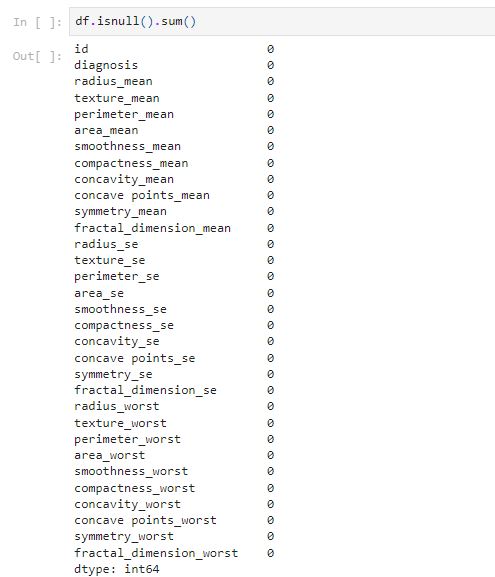 In [ ]: df.isnull().sum()
Out[ ]: id 0
diagnosis 0
radius_mean 0
texture_mean 0
perimeter_mean 0
area_mean 0
smoothness_mean 0
compactness_mean 0
concavity_mean 0
concave points_mean 0
symmetry_mean 0
fractal_dimension_mean 0
radius_se 0
texture_se 0
perimeter_se 0
area_se 0
smoothness_se 0
compactness_se 0
concavity_se 0
concave points_se 0
symmetry_se 0
fractal_dimension_se 0
radius_worst 0
texture_worst 0
perimeter_worst 0
area_worst 0
smoothness_worst 0
compactness_worst 0
concavity_worst 0
concave points_worst 0
symmetry_worst 0
fractal_dimension_worst 0
dtype: int64